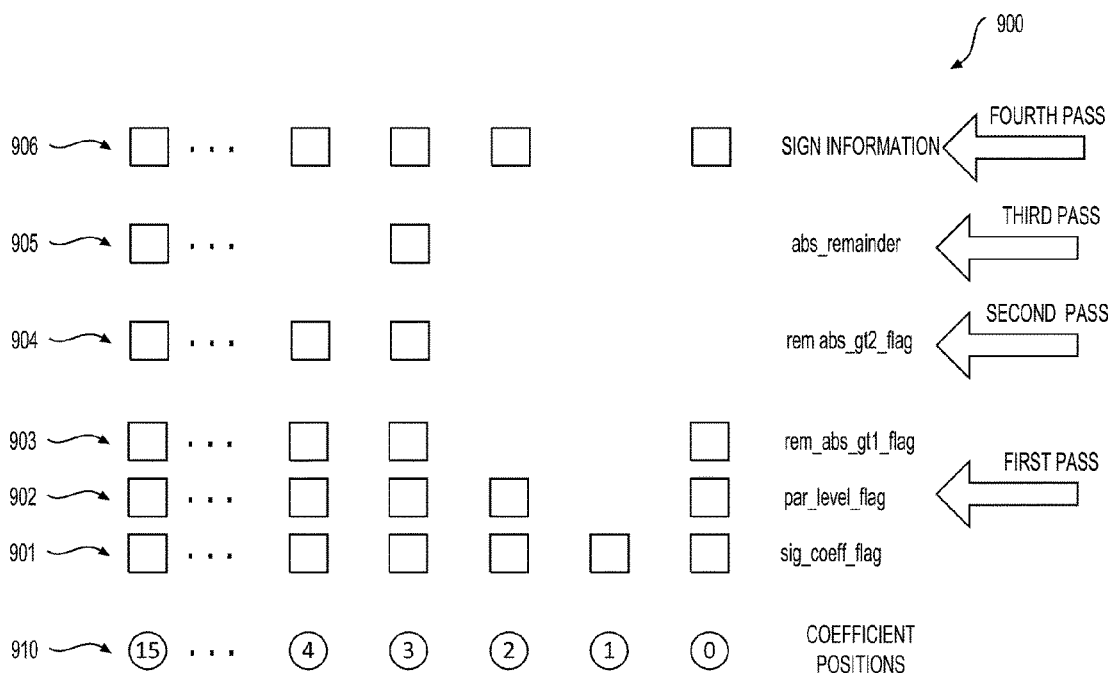 900
906 . . . SIGN INFORMATION FOURTH PASS
905 . . . abs_remainder THIRD PASS
904 . . . rem abs_gt2_flag SECOND PASS
903 . . . rem_abs_gt1_flag
902 . . . par_level_flag FIRST PASS
901 . . . sig_coeff_flag
910 15 . . . 4 3 2 1 0 COEFFICIENT
POSITIONS